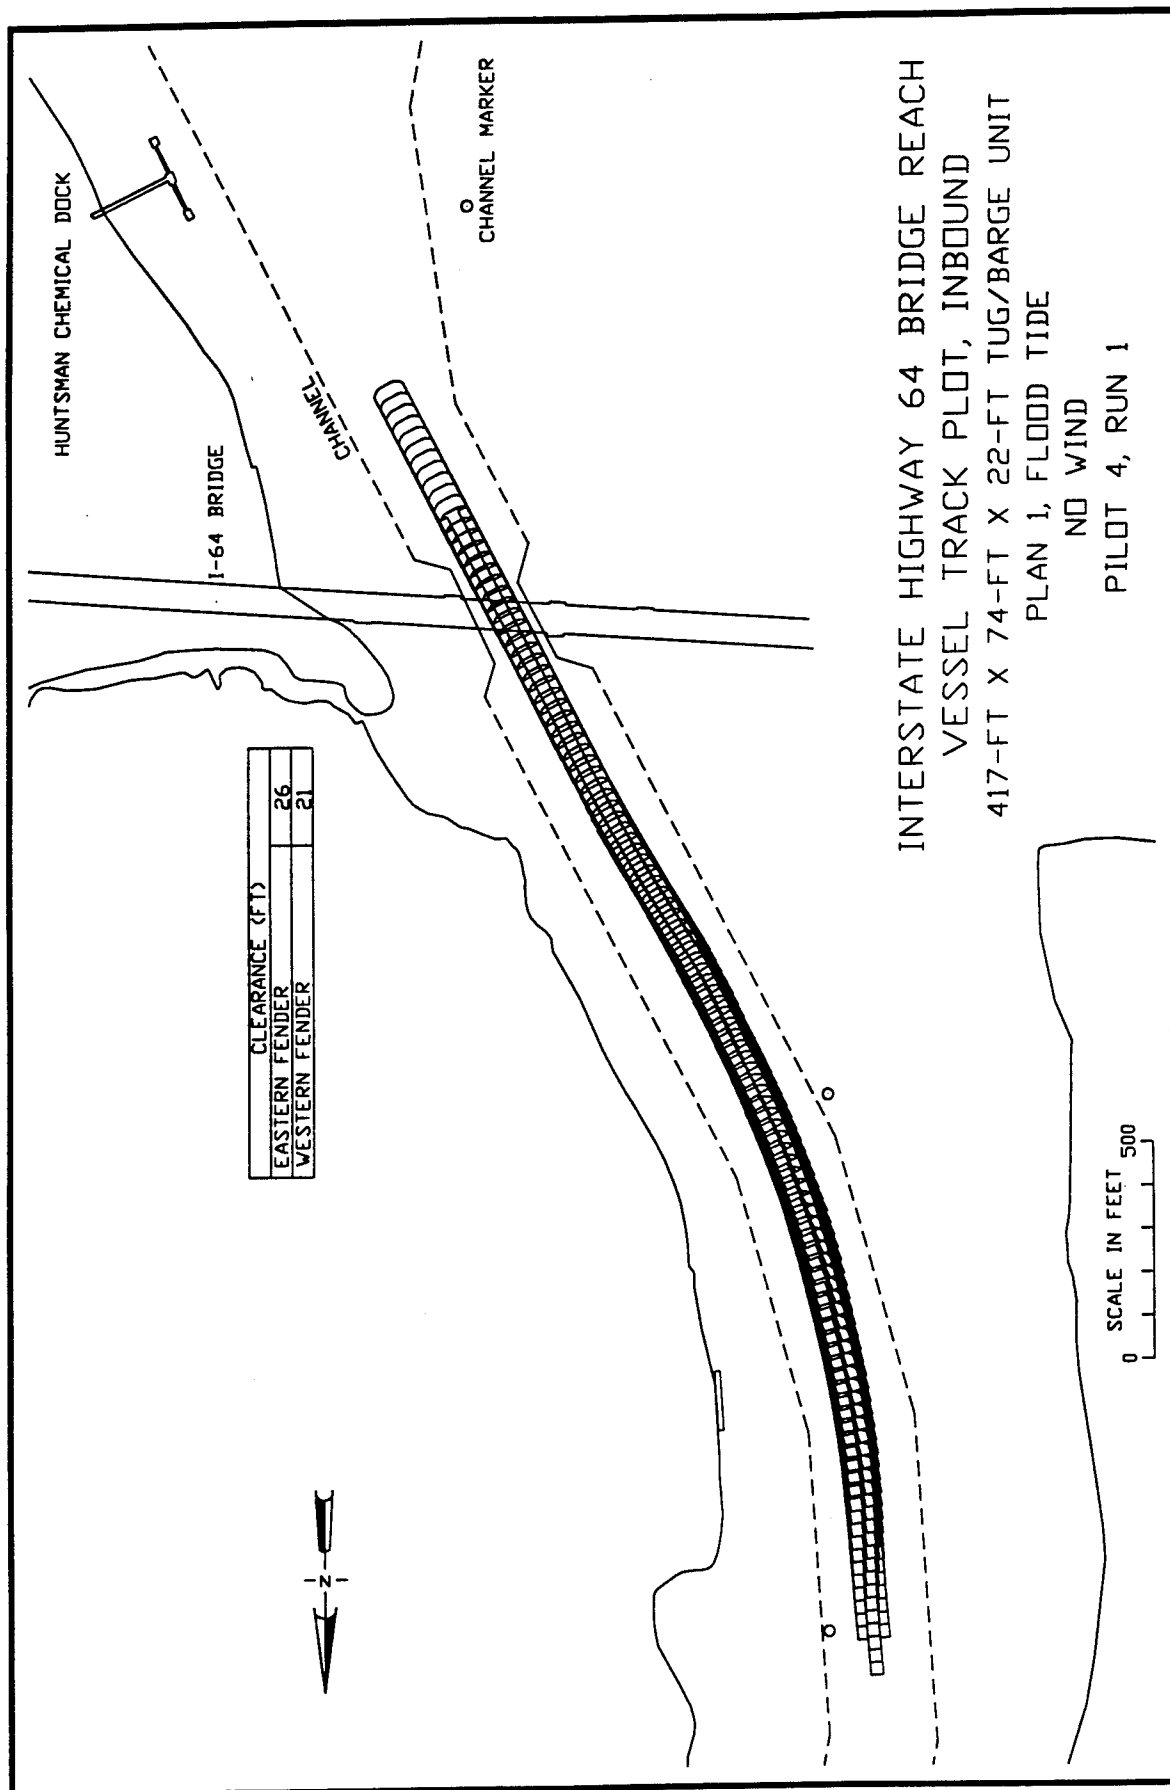 HUNTSMAN CHEMICAL DOCK
CHANNEL MARKER
CHANNEL
I-64 BRIDGE
CLEARANCE (FT)
EASTERN FENDER 26
WESTERN FENDER 21
N
SCALE IN FEET
0 500
INTERSTATE HIGHWAY 64 BRIDGE REACH
VESSEL TRACK PLOT, INBOUND
417-FT X 74-FT X 22-FT TUG/BARGE UNIT
PLAN 1, FLOOD TIDE
NO WIND
PILOT 4, RUN 1